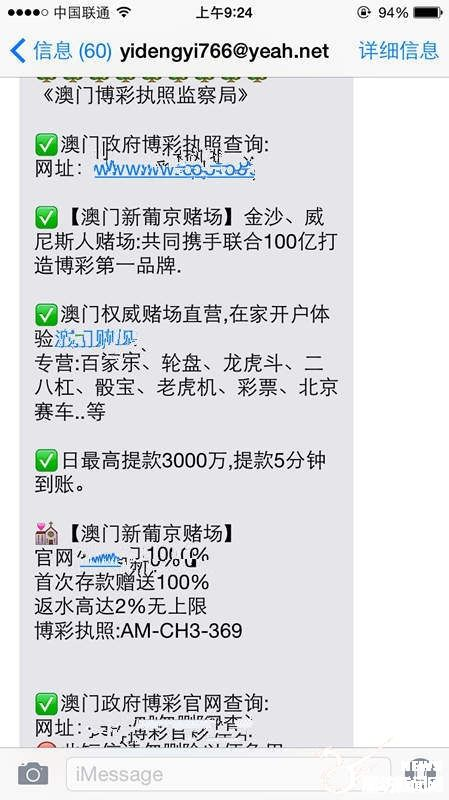 中国联通 上午9:24 94%
信息 (60) yidengyi766@yeah.net 详细信息
《澳门博彩执照监察局》
✅澳门政府博彩执照查询:
网址：
✅【澳门新葡京赌场】金沙、威
尼斯人赌场:共同携手联合100亿打
造博彩第一品牌.
✅澳门权威赌场直营,在家开户体
验
专营:百家乐、轮盘、龙虎斗、二
八杠、骰宝、老虎机、彩票、北京
赛车..等
✅日最高提款3000万,提款5分钟
到账。
💒【澳门新葡京赌场】
官网
首次存款赠送100%
返水高达2%无上限
博彩执照:AM-CH3-369
✅澳门政府博彩官网查询:
网址:
iMessage